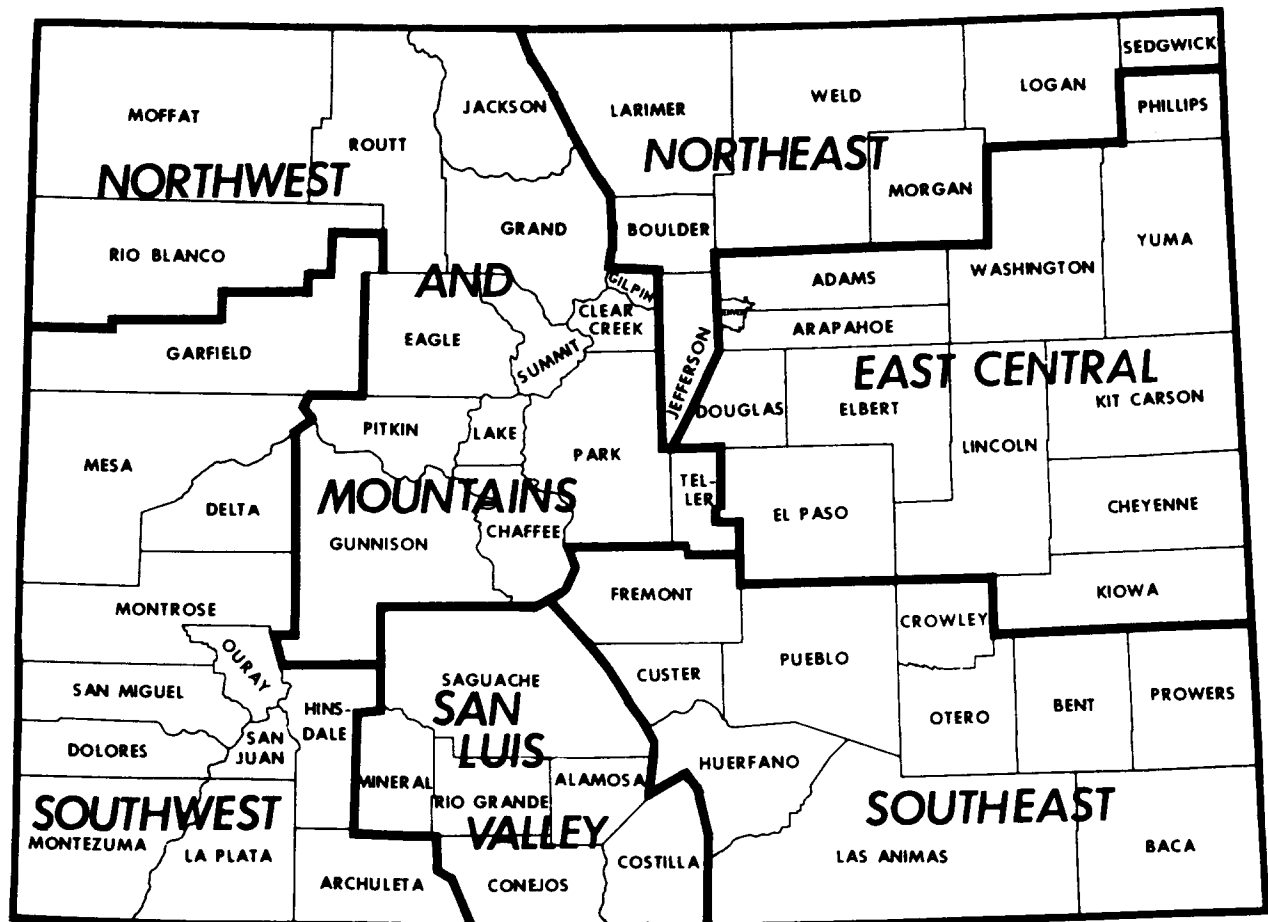 SEDGWICK
LOGAN
WELD
PHILLIPS
JACKSON
LARIMER
MOFFAT
ROUTT
NORTHEAST
NORTHWEST
MORGAN
GRAND
BOULDER
YUMA
RIO BLANCO
WASHINGTON
ADAMS
AND
GILPIN
CLEAR
CREEK
ARAPAHOE
EAGLE
GARFIELD
SUMMIT
JEFFERSON
EAST CENTRAL
KIT CARSON
DOUGLAS
ELBERT
PITKIN
LAKE
LINCOLN
PARK
MESA
TEL-
LER
MOUNTAINS
DELTA
CHEYENNE
EL PASO
CHAFFEE
GUNNISON
KIOWA
FREMONT
MONTROSE
CROWLEY
OURAY
PUEBLO
CUSTER
SAGUACHE
SAN MIGUEL
PROWERS
BENT
HINS-
DALE
SAN
LUIS
VALLEY
OTERO
SAN
JUAN
DOLORES
HUERFANO
MINERAL
ALAMOSA
RIO GRANDE
SOUTHWEST
SOUTHEAST
MONTEZUMA
LA PLATA
BACA
LAS ANIMAS
COSTILLA
ARCHULETA
CONEJOS